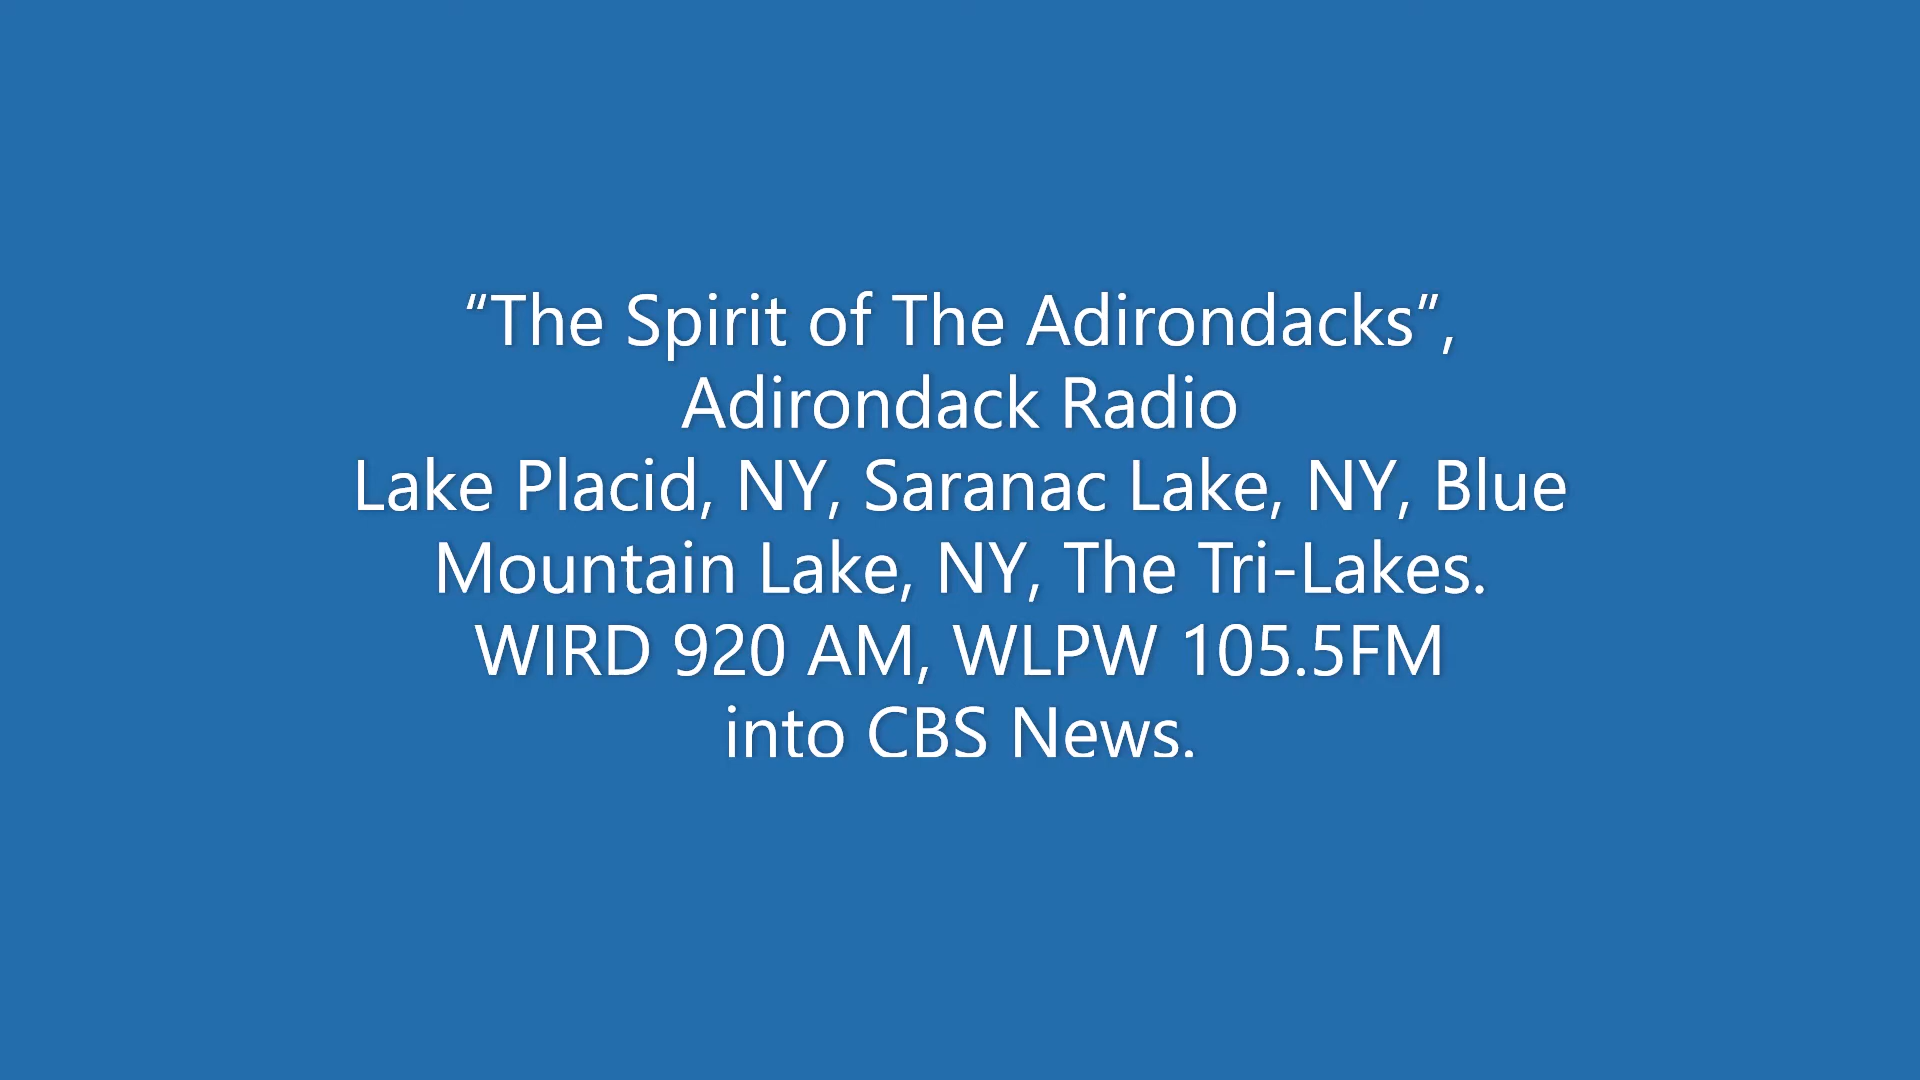 “The Spirit of The Adirondacks”,
Adirondack Radio
Lake Placid, NY, Saranac Lake, NY, Blue
Mountain Lake, NY, The Tri-Lakes.
WIRD 920 AM, WLPW 105.5FM
into CBS News.